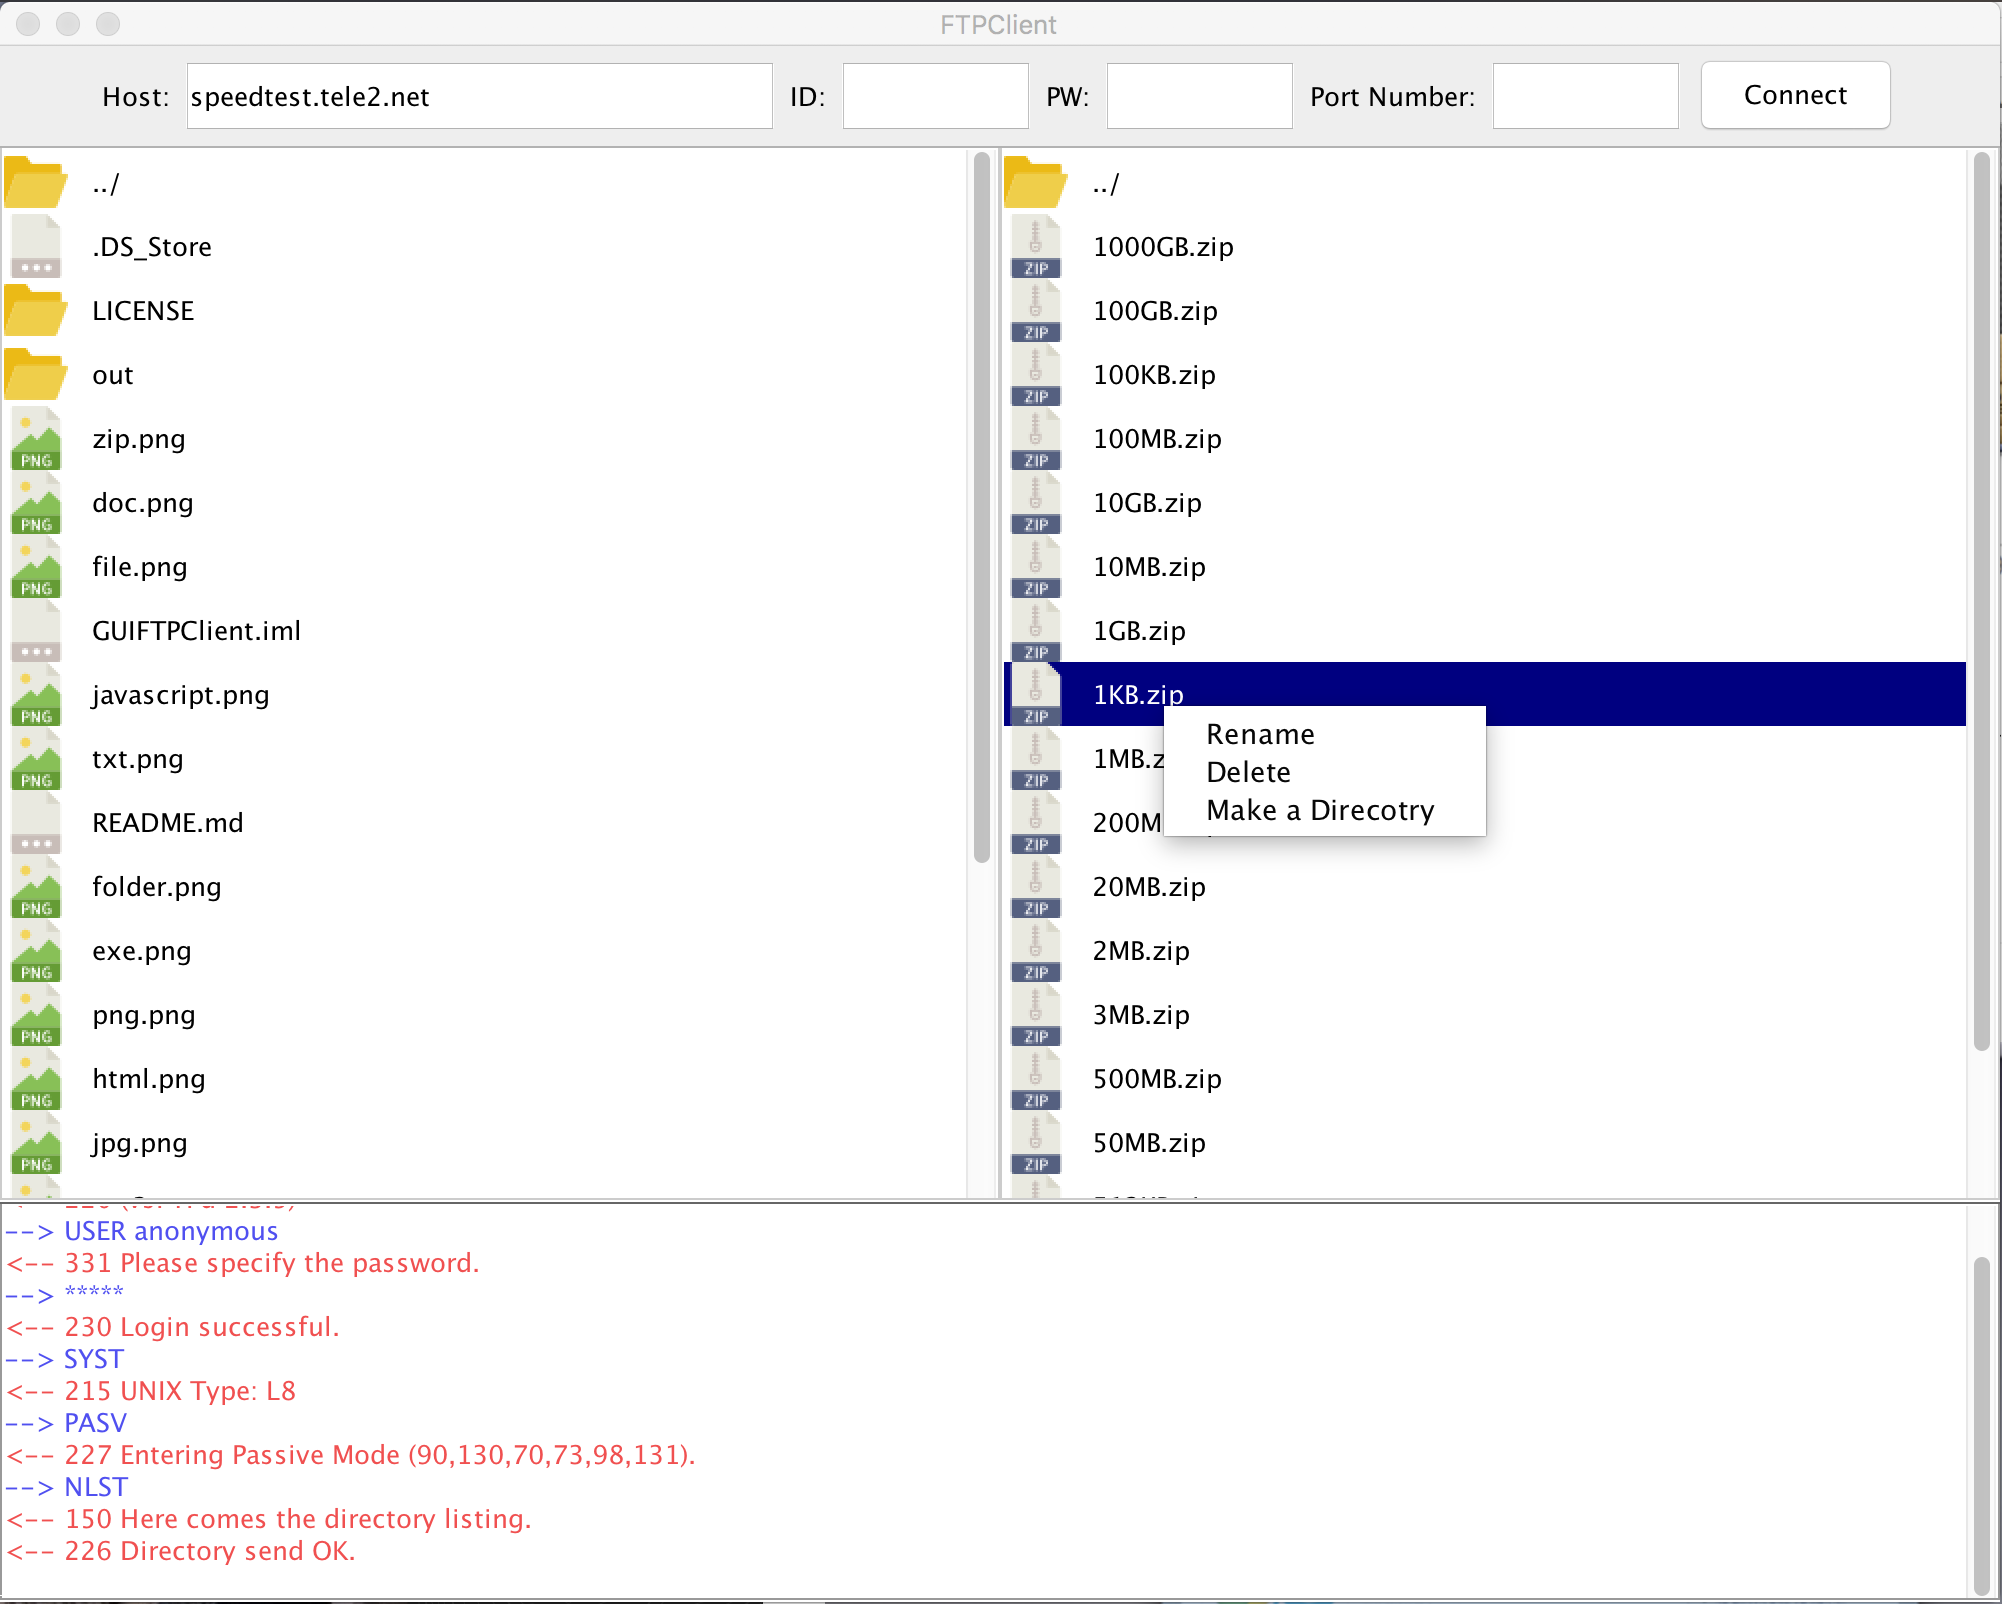 FTPClient
Host: speedtest.tele2.net ID: PW: Port Number: Connect
../
.DS_Store
LICENSE
out
PNG zip.png
PNG doc.png
PNG file.png
GUIFTPClient.iml
PNG javascript.png
PNG txt.png
README.md
PNG folder.png
PNG exe.png
PNG png.png
PNG html.png
PNG jpg.png
../
ZIP 1000GB.zip
ZIP 100GB.zip
ZIP 100KB.zip
ZIP 100MB.zip
ZIP 10GB.zip
ZIP 10MB.zip
ZIP 1GB.zip
ZIP 1KB.zip
ZIP 1MB.z
ZIP 200M
ZIP 20MB.zip
ZIP 2MB.zip
ZIP 3MB.zip
ZIP 500MB.zip
ZIP 50MB.zip
Rename
Delete
Make a Direcotry
--> USER anonymous
<-- 331 Please specify the password.
--> *****
<-- 230 Login successful.
--> SYST
<-- 215 UNIX Type: L8
--> PASV
<-- 227 Entering Passive Mode (90,130,70,73,98,131).
--> NLST
<-- 150 Here comes the directory listing.
<-- 226 Directory send OK.